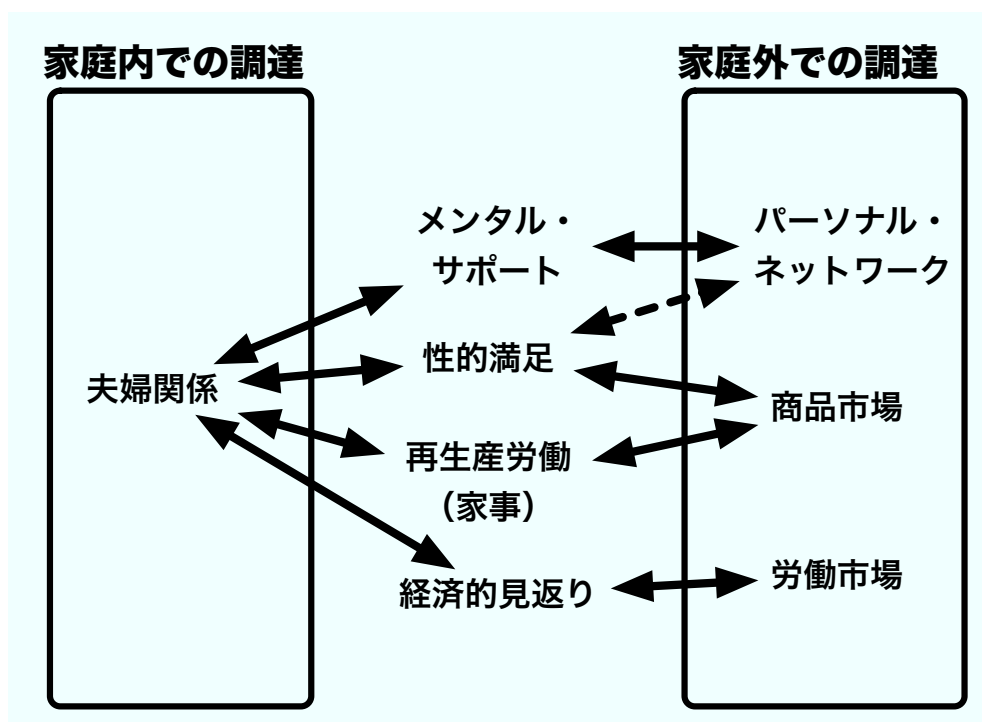 家庭内での調達
家庭外での調達
メンタル・
サポート
パーソナル・
ネットワーク
性的満足
夫婦関係
商品市場
再生産労働
（家事）
経済的見返り
労働市場